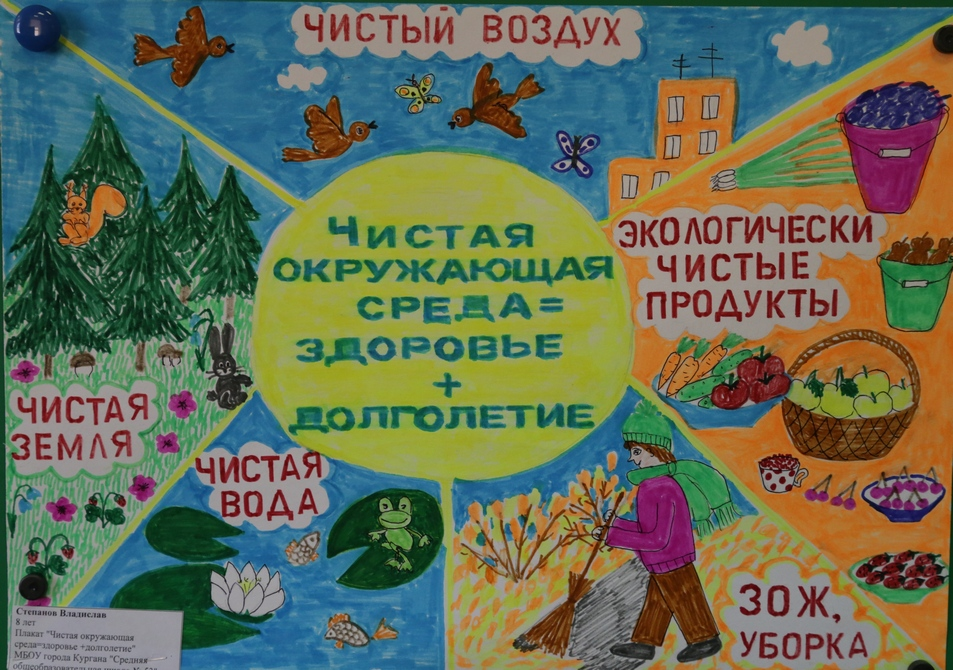 ЧИСТЫЙ ВОЗДУХ
ЧИСТАЯ
ОКРУЖАЮЩАЯ
СРЕДА=
ЗДОРОВЬЕ
+
ДОЛГОЛЕТИЕ
ЭКОЛОГИЧЕСКИ
ЧИСТЫЕ
ПРОДУКТЫ
ЧИСТАЯ
ЗЕМЛЯ
ЧИСТАЯ
ВОДА
ЗОЖ,
УБОРКА
Степанов Владислав
8 лет
Плакат "Чистая окружающая
среда=здоровье +долголетие"
МБОУ города Кургана "Средняя
общеобразовательная